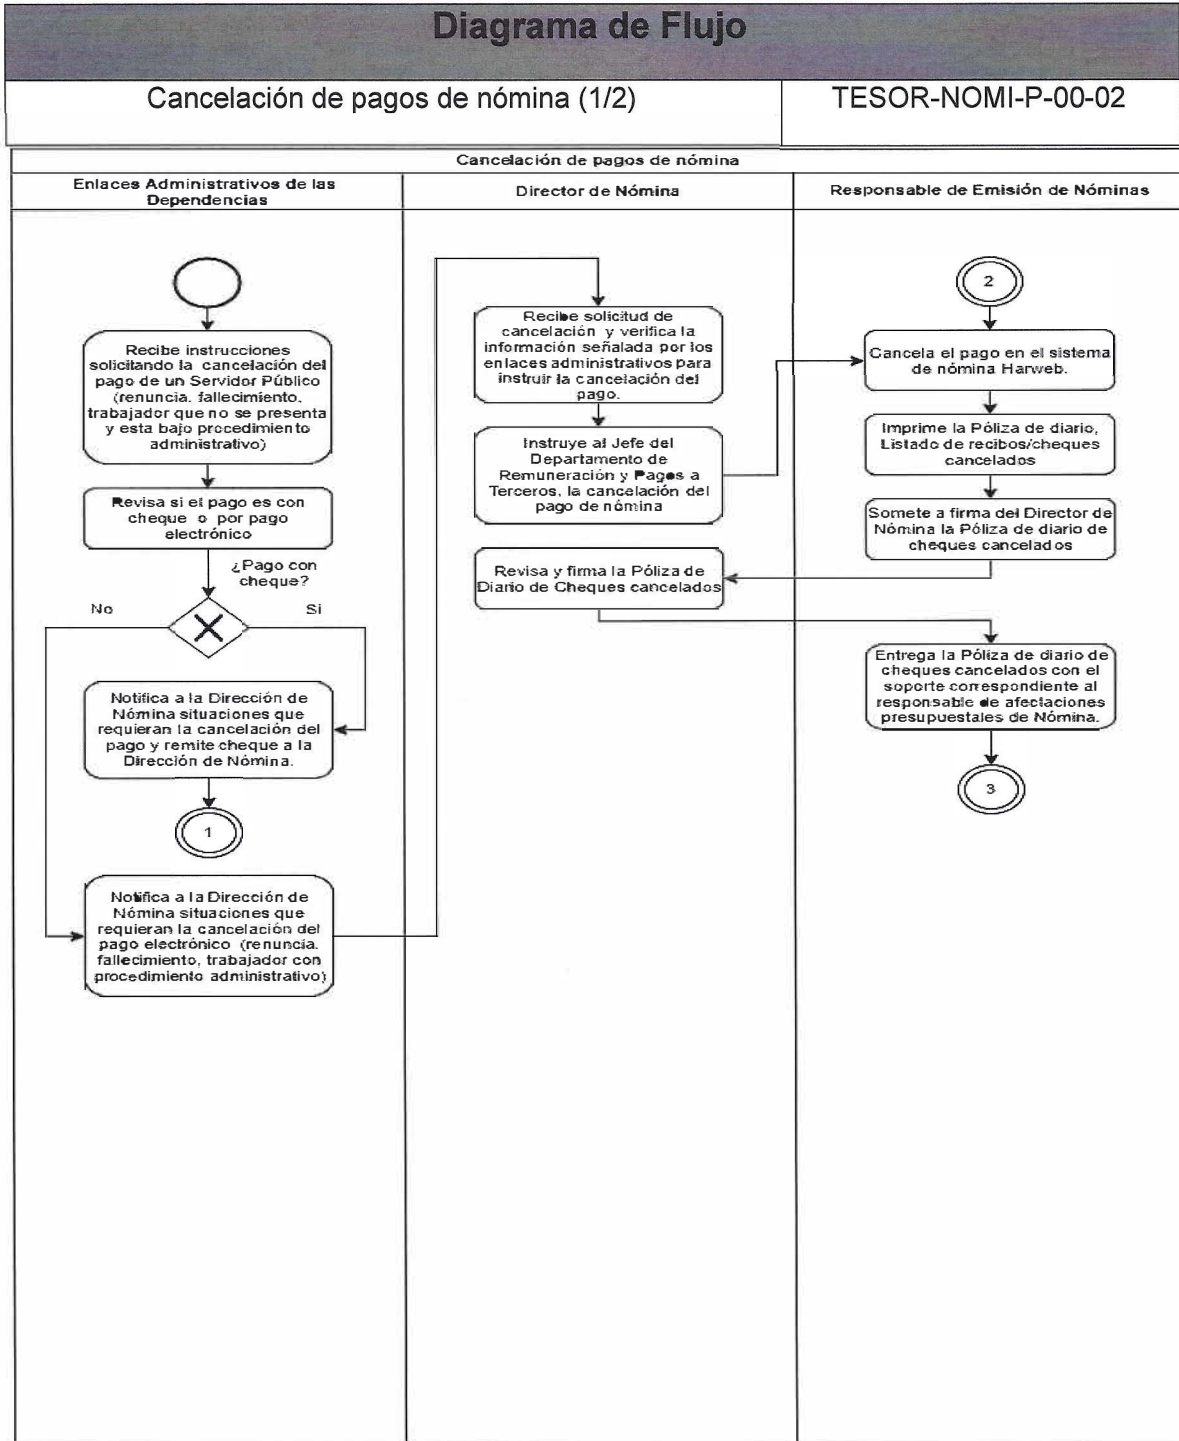 Diagrama de Flujo
Cancelación de pagos de nómina (1/2)
TESOR-NOMI-P-00-02
Cancelación de pagos de nómina
Enlaces Administrativos de las
Dependencias
Director de Nómina
Responsable de Emisión de Nóminas
Recibe instrucciones
solicitando la cancelación del
pago de un Servidor Público
(renuncia. fallecimiento,
trabajador que no se presenta
y esta bajo procedimiento
administrativo)
Revisa si el pago es con
cheque o por pago
electrónico
¿Pago con
cheque?
No
Si
Notifica a la Dirección de
Nómina situaciones que
requieran la cancelación del
pago y remite cheque a la
Dirección de Nómina.
1
Notifica a la Dirección de
Nómina situaciones que
requieran la cancelación del
pago electrónico (renuncia.
fallecimiento, trabajador con
procedimiento administrativo)
Recibe solicitud de
cancelación y verifica la
información señalada por los
enlaces administrativos para
instruir la cancelación del
pago.
Instruye al Jefe del
Departamento de
Remuneración y Pagos a
Terceros, la cancelación del
pago de nómina
Revisa y firma la Póliza de
Diario de Cheques cancelados
2
Cancela el pago en el sistema
de nómina Harweb.
Imprime la Póliza de diario,
Listado de recibos/cheques
cancelados
Somete a firma del Director de
Nómina la Póliza de diario de
cheques cancelados
Entrega la Póliza de diario de
cheques cancelados con el
soporte correspondiente al
responsable de afectaciones
presupuestales de Nómina.
3